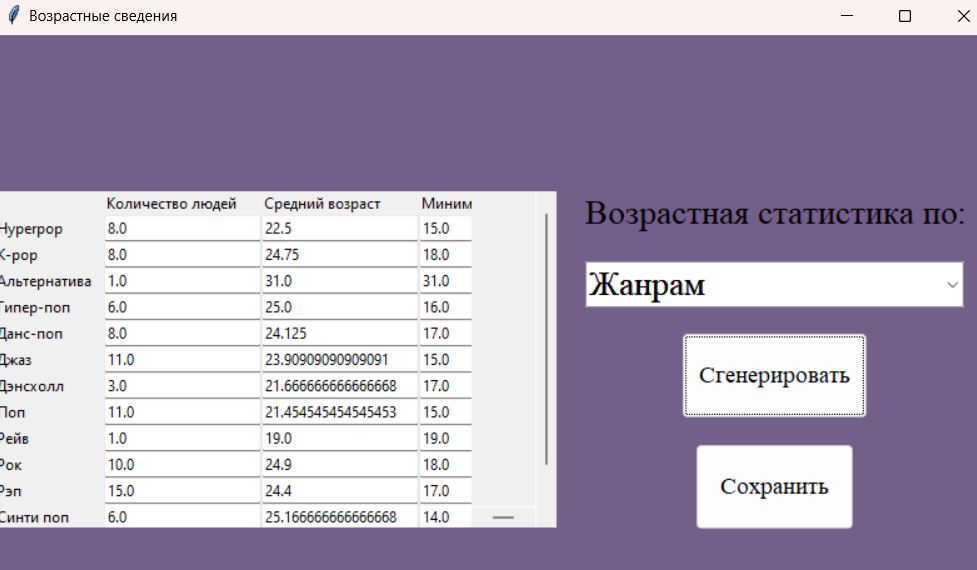 Возрастные сведения
Количество людей Средний возраст Миним
Hyperpop 8.0 22.5 15.0
K-pop 8.0 24.75 18.0
Альтернатива 1.0 31.0 31.0
Гипер-поп 6.0 25.0 16.0
Данс-поп 8.0 24.125 17.0
Джаз 11.0 23.90909090909091 15.0
Дэнсхолл 3.0 21.666666666666668 17.0
Поп 11.0 21.454545454545453 15.0
Рейв 1.0 19.0 19.0
Рок 10.0 24.9 18.0
Рэп 15.0 24.4 17.0
Синти поп 6.0 25.166666666666668 14.0
Возрастная статистика по:
Жанрам
Сгенерировать
Сохранить